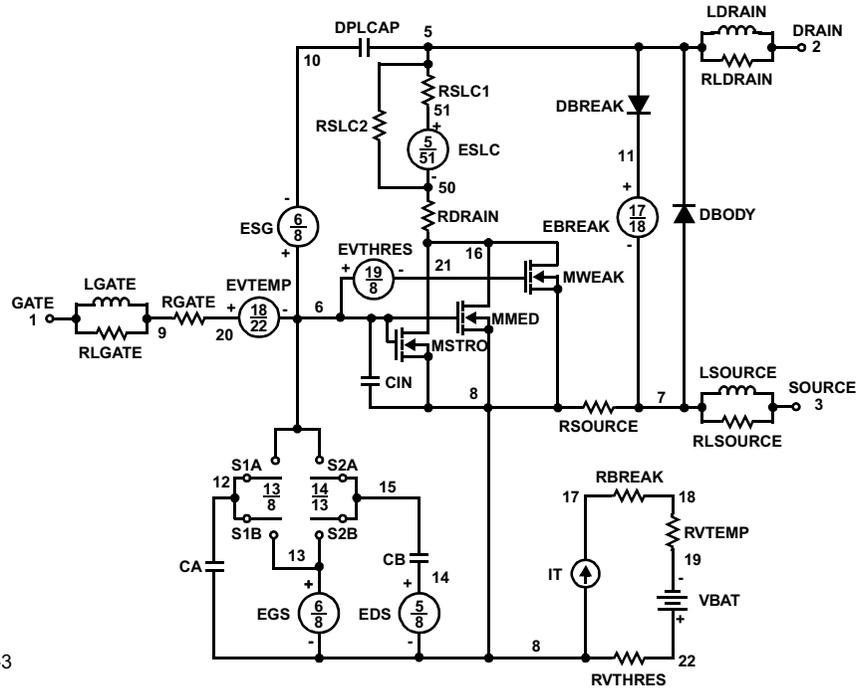 LDRAIN
DPLCAP 5 DRAIN
10 2
RSLC1 RLDRAIN
51 DBREAK
RSLC2 +
5
51 ESLC
11
- 50
- +
6
8 ESG RDRAIN 17
18 DBODY
+ EVTHRES 16 EBREAK
+ 19
8 - 21 MWEAK -
LGATE EVTEMP
GATE RGATE + 18
22 - 6 MMED
1 9 20 MSTRO
RLGATE LSOURCE
CIN 8 7 SOURCE
3
RSOURCE RLSOURCE
S1A S2A RBREAK
12 13
8 14
13 15 17 18
S1B S2B RVTEMP
13 CB 19
CA 14 IT -
+ + VBAT
EGS 6
8 EDS 5
8 +
- - 8 22
RVTHRES
3